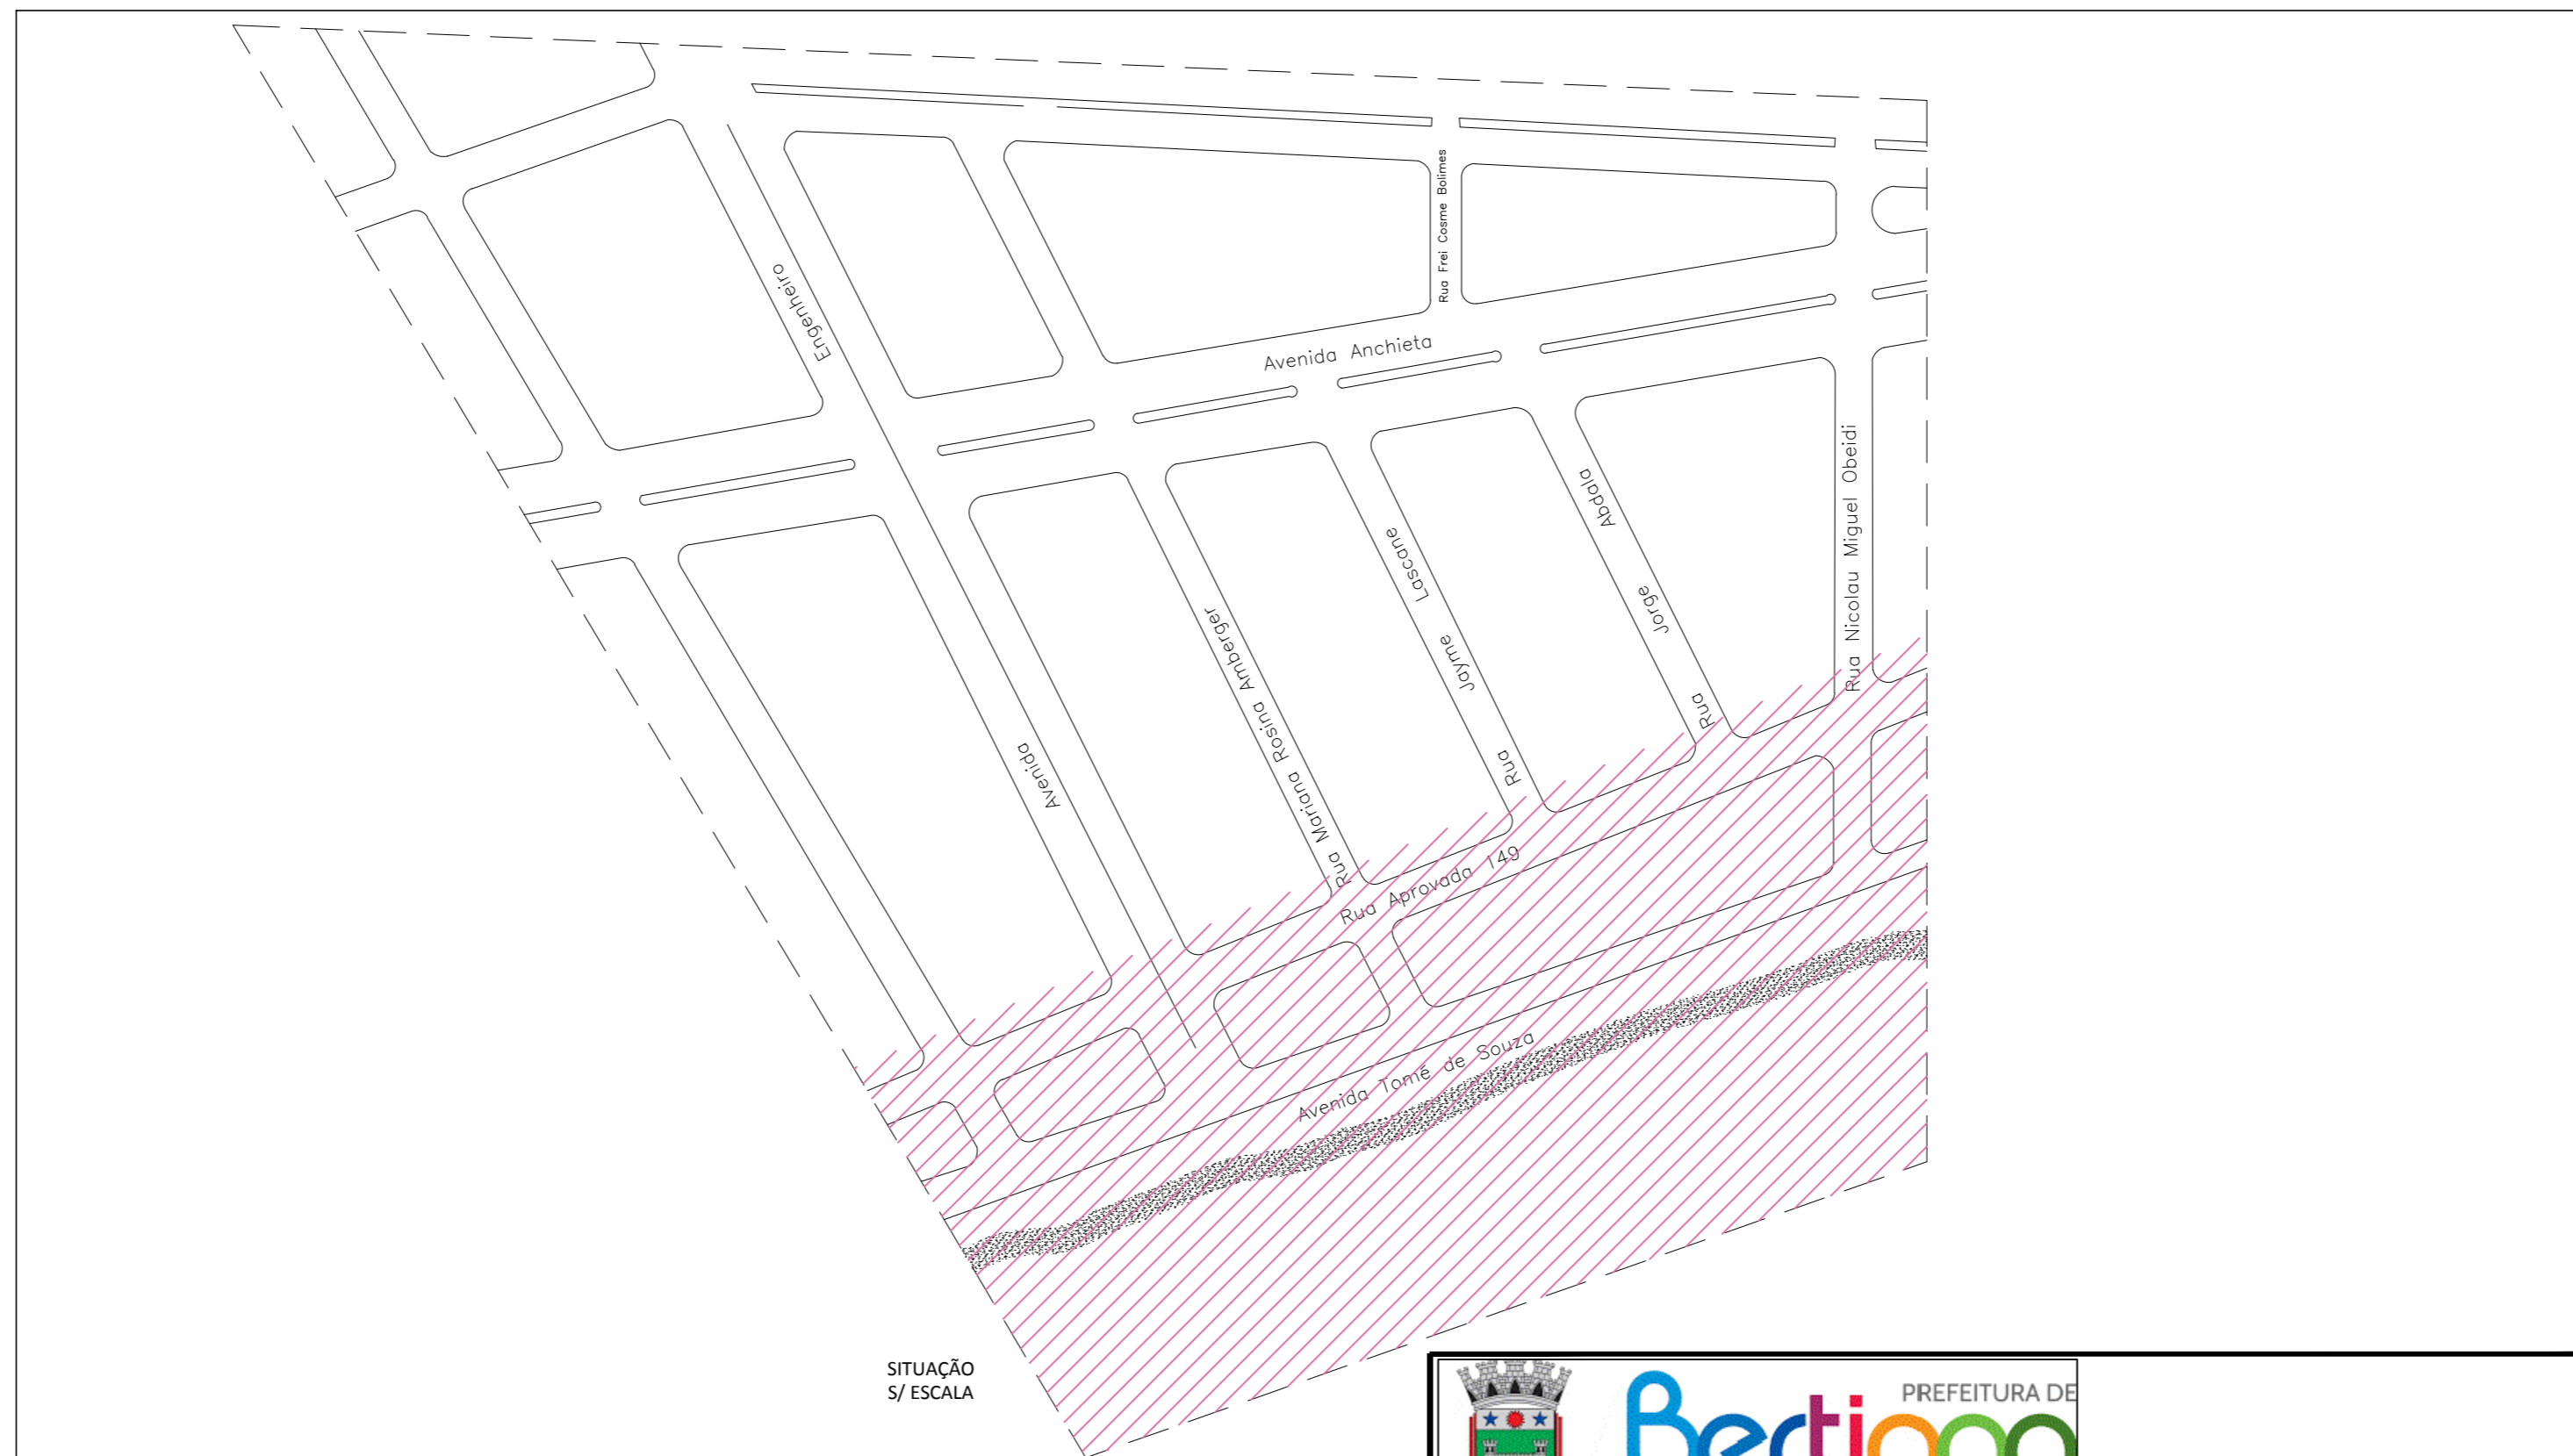 Rua Frei Cosme Bolimes
Engenheiro
Avenida Anchieta
Rua Nicolau Miguel Obeidi
Abdala
Jorge
Rua
Lascane
Jayme
Rua
Rua Mariana Rosina Amberger
Avenida
Rua Aprovada 149
Avenida Tomé de Souza
SITUAÇÃO
S/ ESCALA
PREFEITURA DE
Bertioga